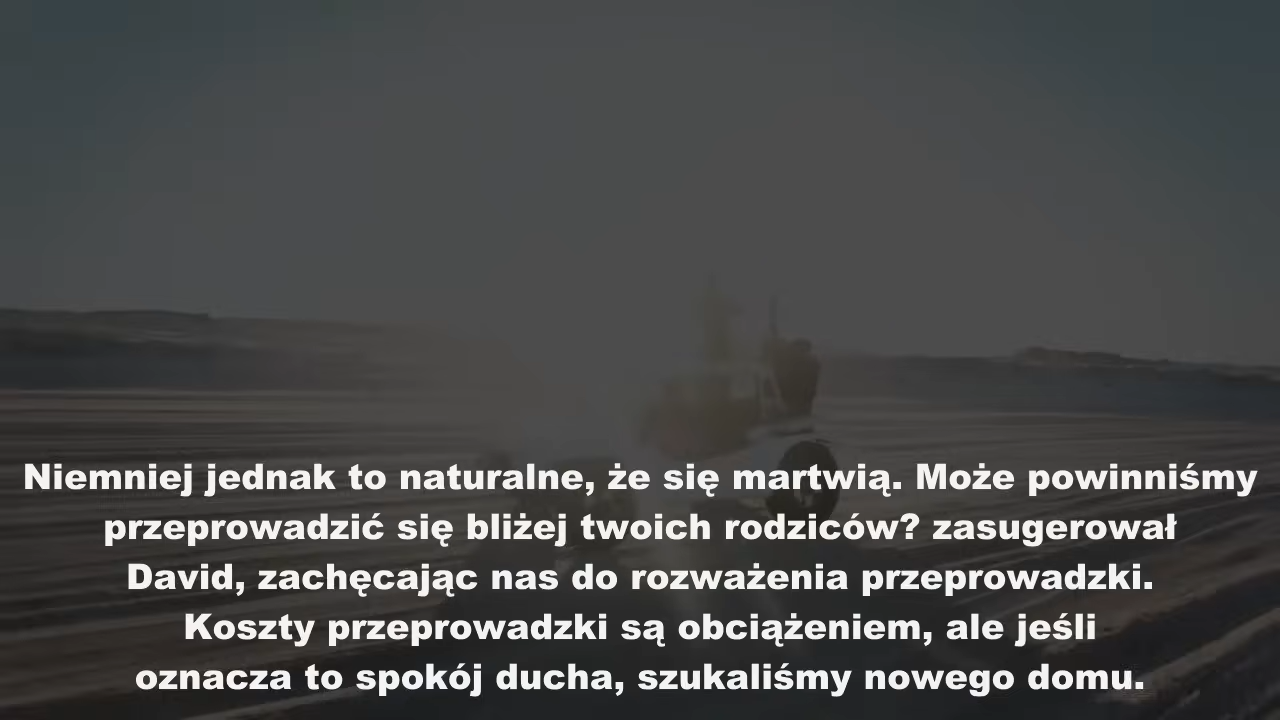 Niemniej jednak to naturalne, że się martwią. Może powinniśmy
przeprowadzić się bliżej twoich rodziców? zasugerował
David, zachęcając nas do rozważenia przeprowadzki.
Koszty przeprowadzki są obciążeniem, ale jeśli
oznacza to spokój ducha, szukaliśmy nowego domu.